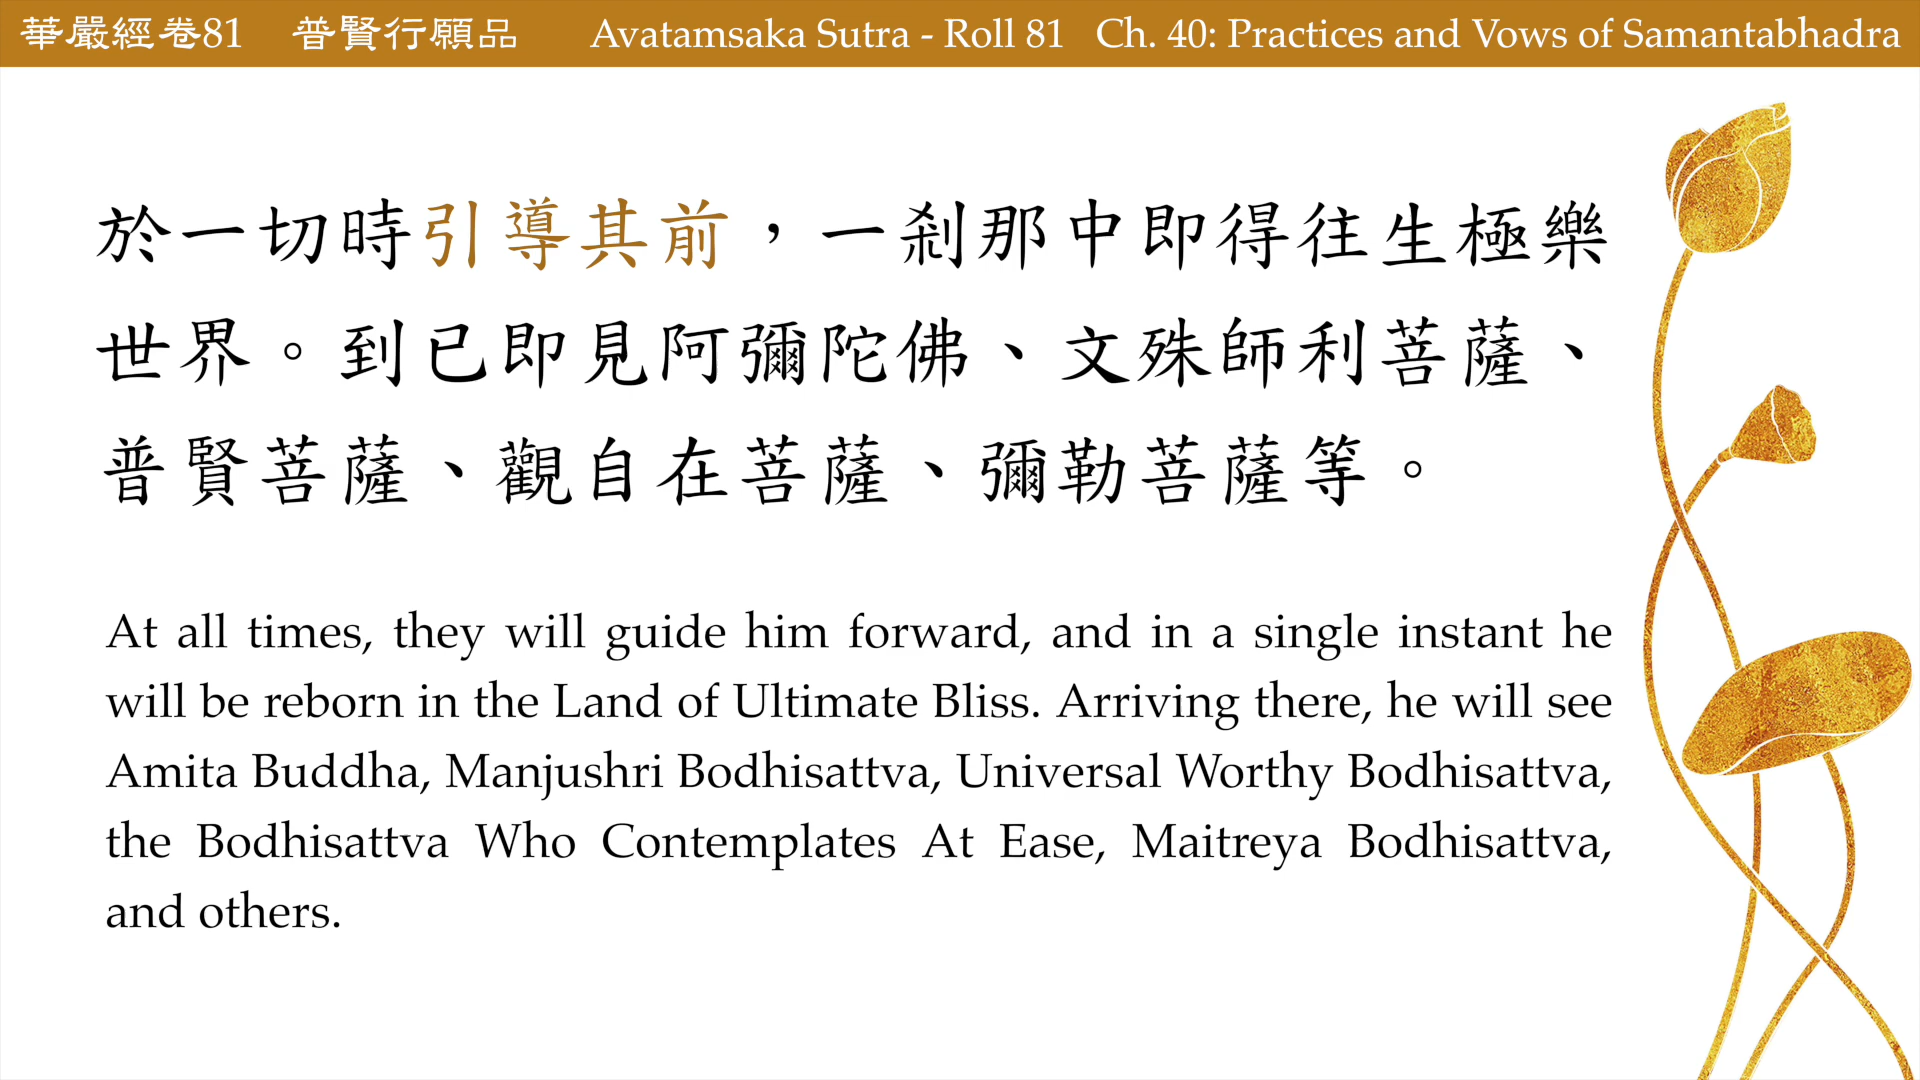 華嚴經卷81 普賢行願品 Avatamsaka Sutra - Roll 81 Ch. 40: Practices and Vows of Samantabhadra
於一切時引導其前，一剎那中即得往生極樂
世界。到已即見阿彌陀佛、文殊師利菩薩、
普賢菩薩、觀自在菩薩、彌勒菩薩等。
At all times, they will guide him forward, and in a single instant he
will be reborn in the Land of Ultimate Bliss. Arriving there, he will see
Amita Buddha, Manjushri Bodhisattva, Universal Worthy Bodhisattva,
the Bodhisattva Who Contemplates At Ease, Maitreya Bodhisattva,
and others.